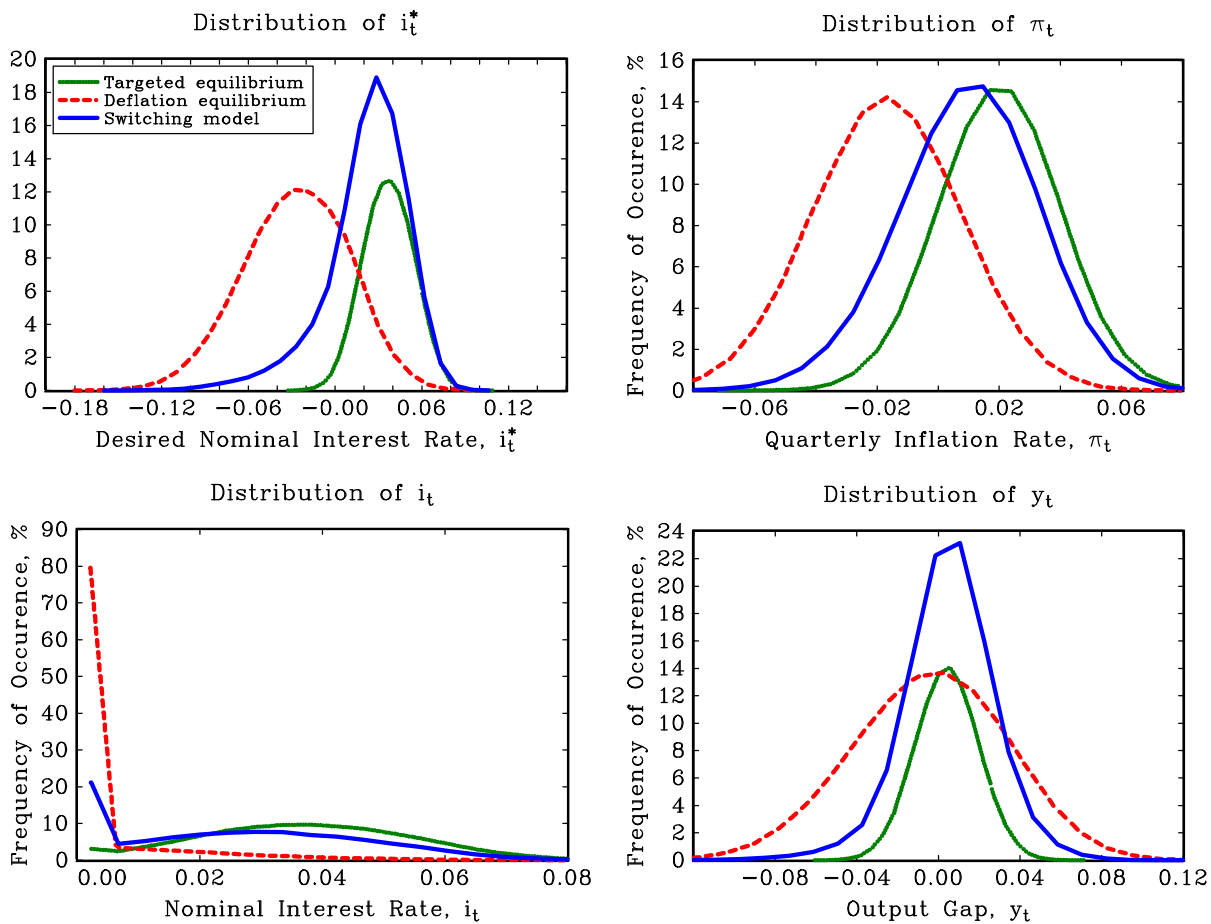 Distribution of i*t
20
18
16
14
12
10
8
6
4
2
0
Targeted equilibrium
Deflation equilibrium
Switching model
−0.18 −0.12 −0.06 −0.00 0.06 0.12
Desired Nominal Interest Rate, i*t
Distribution of πt
Frequency of Occurence, %
16
14
12
10
8
6
4
2
0
−0.06 −0.02 0.02 0.06
Quarterly Inflation Rate, πt
Distribution of it
Frequency of Occurence, %
90
80
70
60
50
40
30
20
10
0
0.00 0.02 0.04 0.06 0.08
Nominal Interest Rate, it
Distribution of yt
Frequency of Occurence, %
24
22
20
18
16
14
12
10
8
6
4
2
0
−0.08 −0.04 0.00 0.04 0.08 0.12
Output Gap, yt